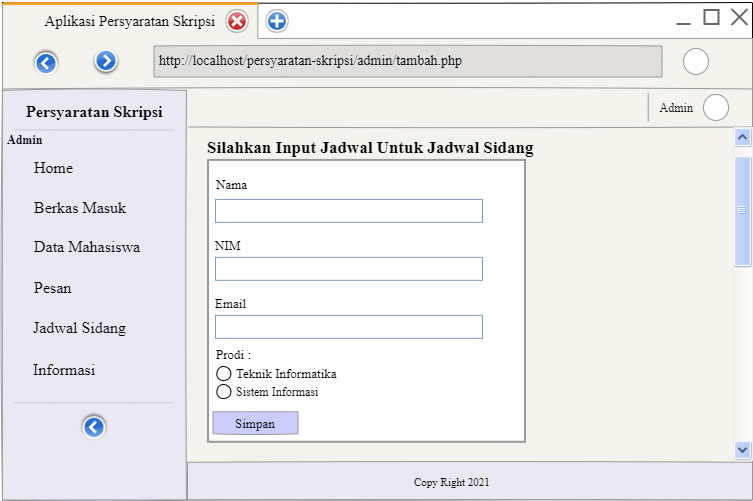 Aplikasi Persyaratan Skripsi
http://localhost/persyaratan-skripsi/admin/tambah.php
Persyaratan Skripsi
Admin
Home
Berkas Masuk
Data Mahasiswa
Pesan
Jadwal Sidang
Informasi
Admin
Silahkan Input Jadwal Untuk Jadwal Sidang
Nama
NIM
Email
Prodi :
Teknik Informatika
Sistem Informasi
Simpan
Copy Right 2021